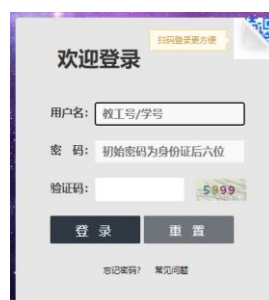 扫码登录更方便
欢迎登录
用户名: 教工号/学号
密 码: 初始密码为身份证后六位
验证码: 5999
登 录 重 置
忘记密码? 常见问题